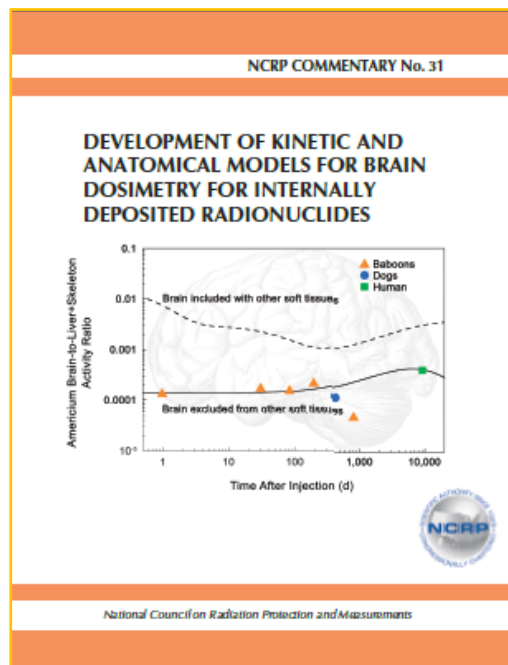 NCRP COMMENTARY No. 31
DEVELOPMENT OF KINETIC AND
ANATOMICAL MODELS FOR BRAIN
DOSIMETRY FOR INTERNALLY
DEPOSITED RADIONUCLIDES
Americium Brain-to-Liver+Skeleton
Activity Ratio
0.1
0.01
0.001
0.0001
10⁻⁵
Baboons
Dogs
Human
Brain included with other soft tissues
Brain excluded from other soft tissues
1
10
100
1,000
10,000
Time After Injection (d)
NCRP
National Council on Radiation Protection and Measurements